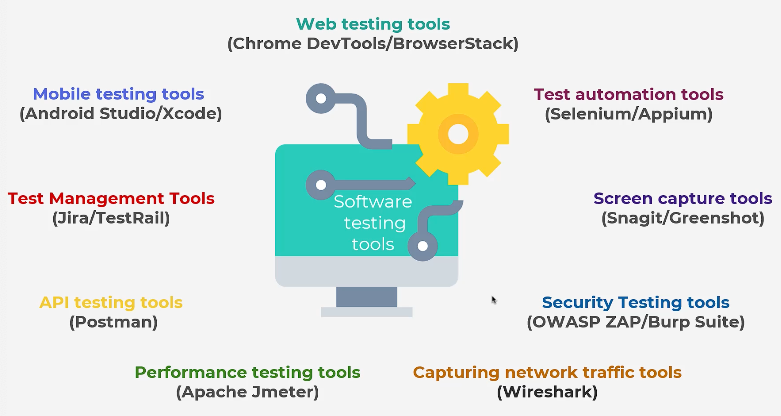 Web testing tools
(Chrome DevTools/BrowserStack)
Mobile testing tools
(Android Studio/Xcode)
Test automation tools
(Selenium/Appium)
Test Management Tools
(Jira/TestRail)
Software
testing
tools
Screen capture tools
(Snagit/Greenshot)
API testing tools
(Postman)
Security Testing tools
(OWASP ZAP/Burp Suite)
Performance testing tools
(Apache Jmeter)
Capturing network traffic tools
(Wireshark)